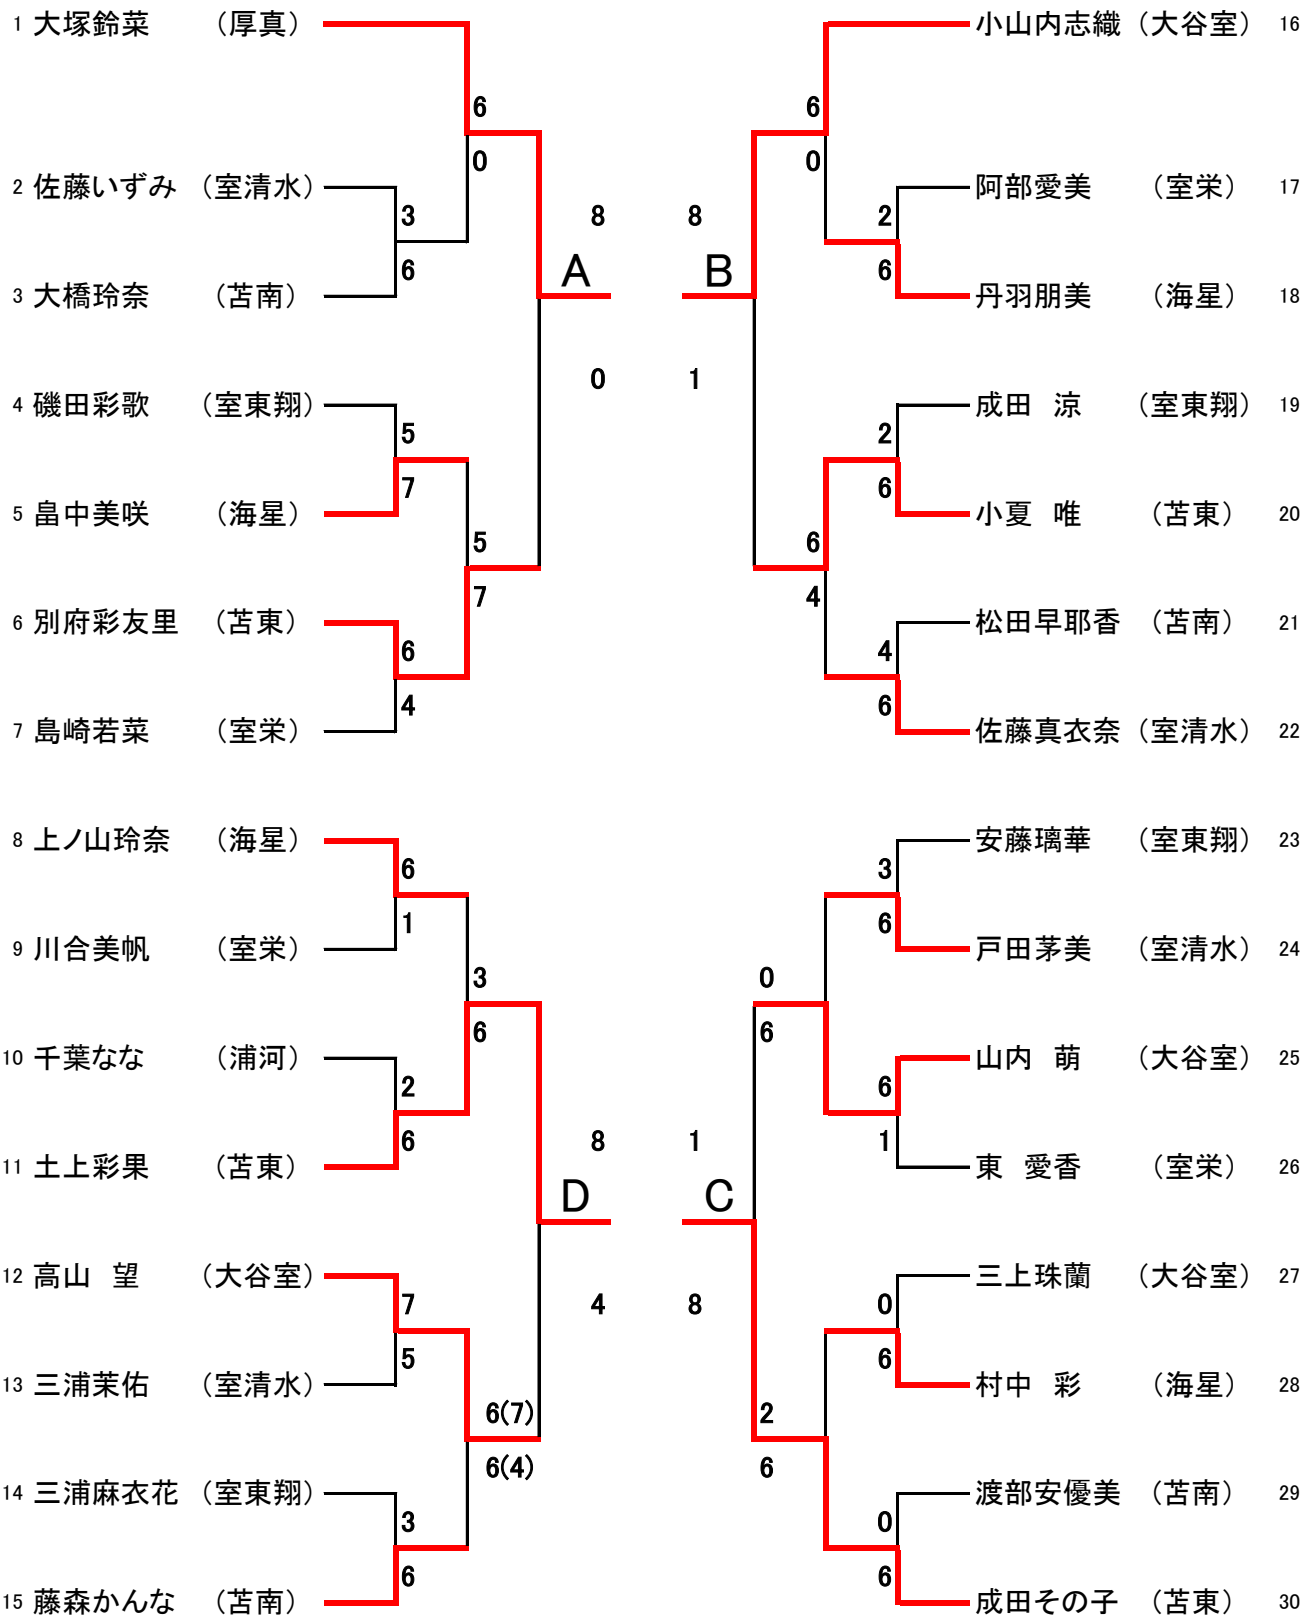 1 大塚鈴菜 （厚真）
6
0
2 佐藤いずみ （室清水）
3
6
3 大橋玲奈 （苫南）
8
A
0
4 磯田彩歌 （室東翔）
5
7
5 畠中美咲 （海星）
5
7
6 別府彩友里 （苫東）
6
4
7 島崎若菜 （室栄）
8 上ノ山玲奈 （海星）
6
1
9 川合美帆 （室栄）
3
6
10 千葉なな （浦河）
2
6
11 土上彩果 （苫東）
8
D
4
12 高山 望 （大谷室）
7
5
13 三浦茉佑 （室清水）
6(7)
6(4)
14 三浦麻衣花 （室東翔）
3
6
15 藤森かんな （苫南）
小山内志織 （大谷室） 16
6
0
阿部愛美 （室栄） 17
2
6
丹羽朋美 （海星） 18
8
B
1
成田 涼 （室東翔） 19
2
6
小夏 唯 （苫東） 20
6
4
松田早耶香 （苫南） 21
4
6
佐藤真衣奈 （室清水） 22
安藤璃華 （室東翔） 23
3
6
戸田茅美 （室清水） 24
0
6
山内 萌 （大谷室） 25
6
1
東 愛香 （室栄） 26
1
C
8
三上珠蘭 （大谷室） 27
0
6
村中 彩 （海星） 28
2
6
渡部安優美 （苫南） 29
0
6
成田その子 （苫東） 30